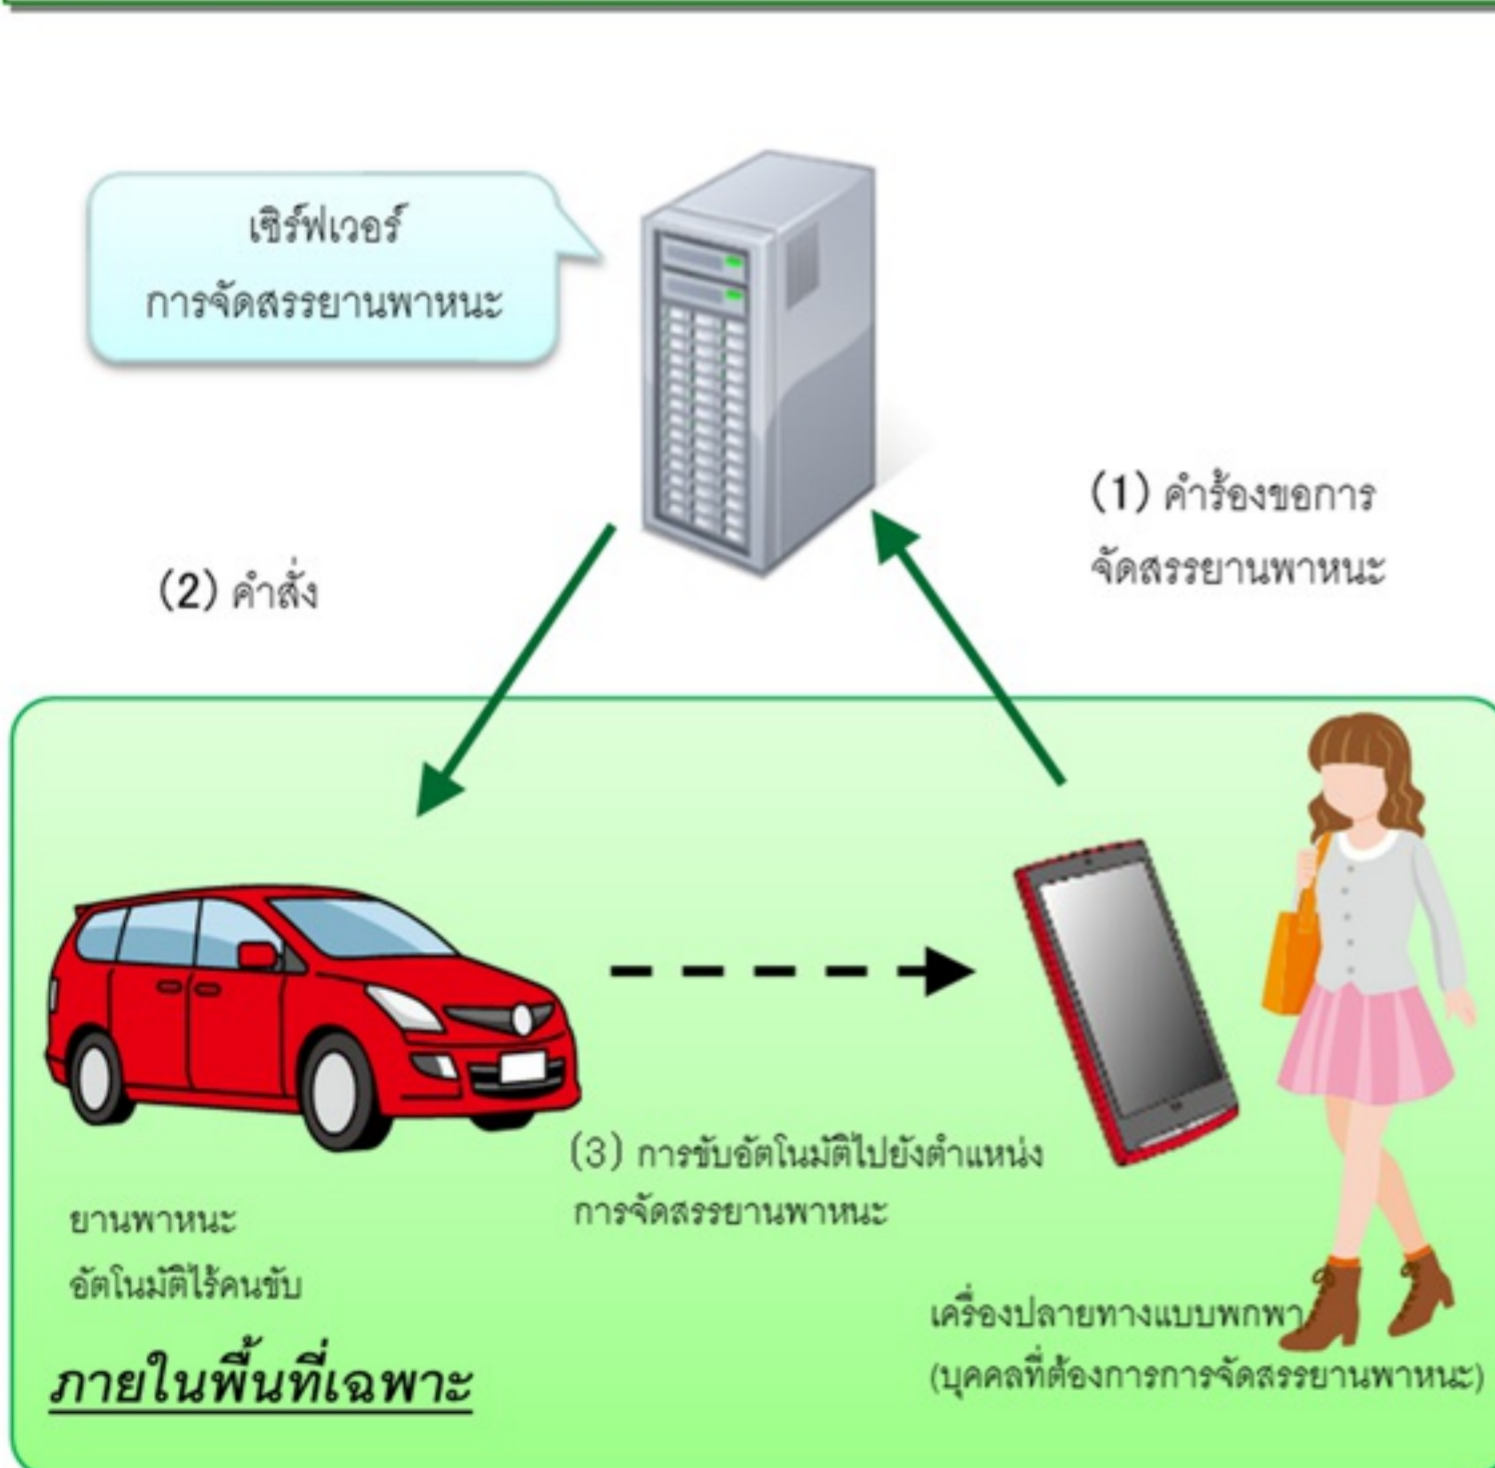 เซิร์ฟเวอร์
การจัดสรรยานพาหนะ
(1) คำร้องขอการ
จัดสรรยานพาหนะ
(2) คำสั่ง
(3) การขับอัตโนมัติไปยังตำแหน่ง
การจัดสรรยานพาหนะ
ยานพาหนะ
อัตโนมัติไร้คนขับ
เครื่องปลายทางแบบพกพา
(บุคคลที่ต้องการการจัดสรรยานพาหนะ)
ภายในพื้นที่เฉพาะ